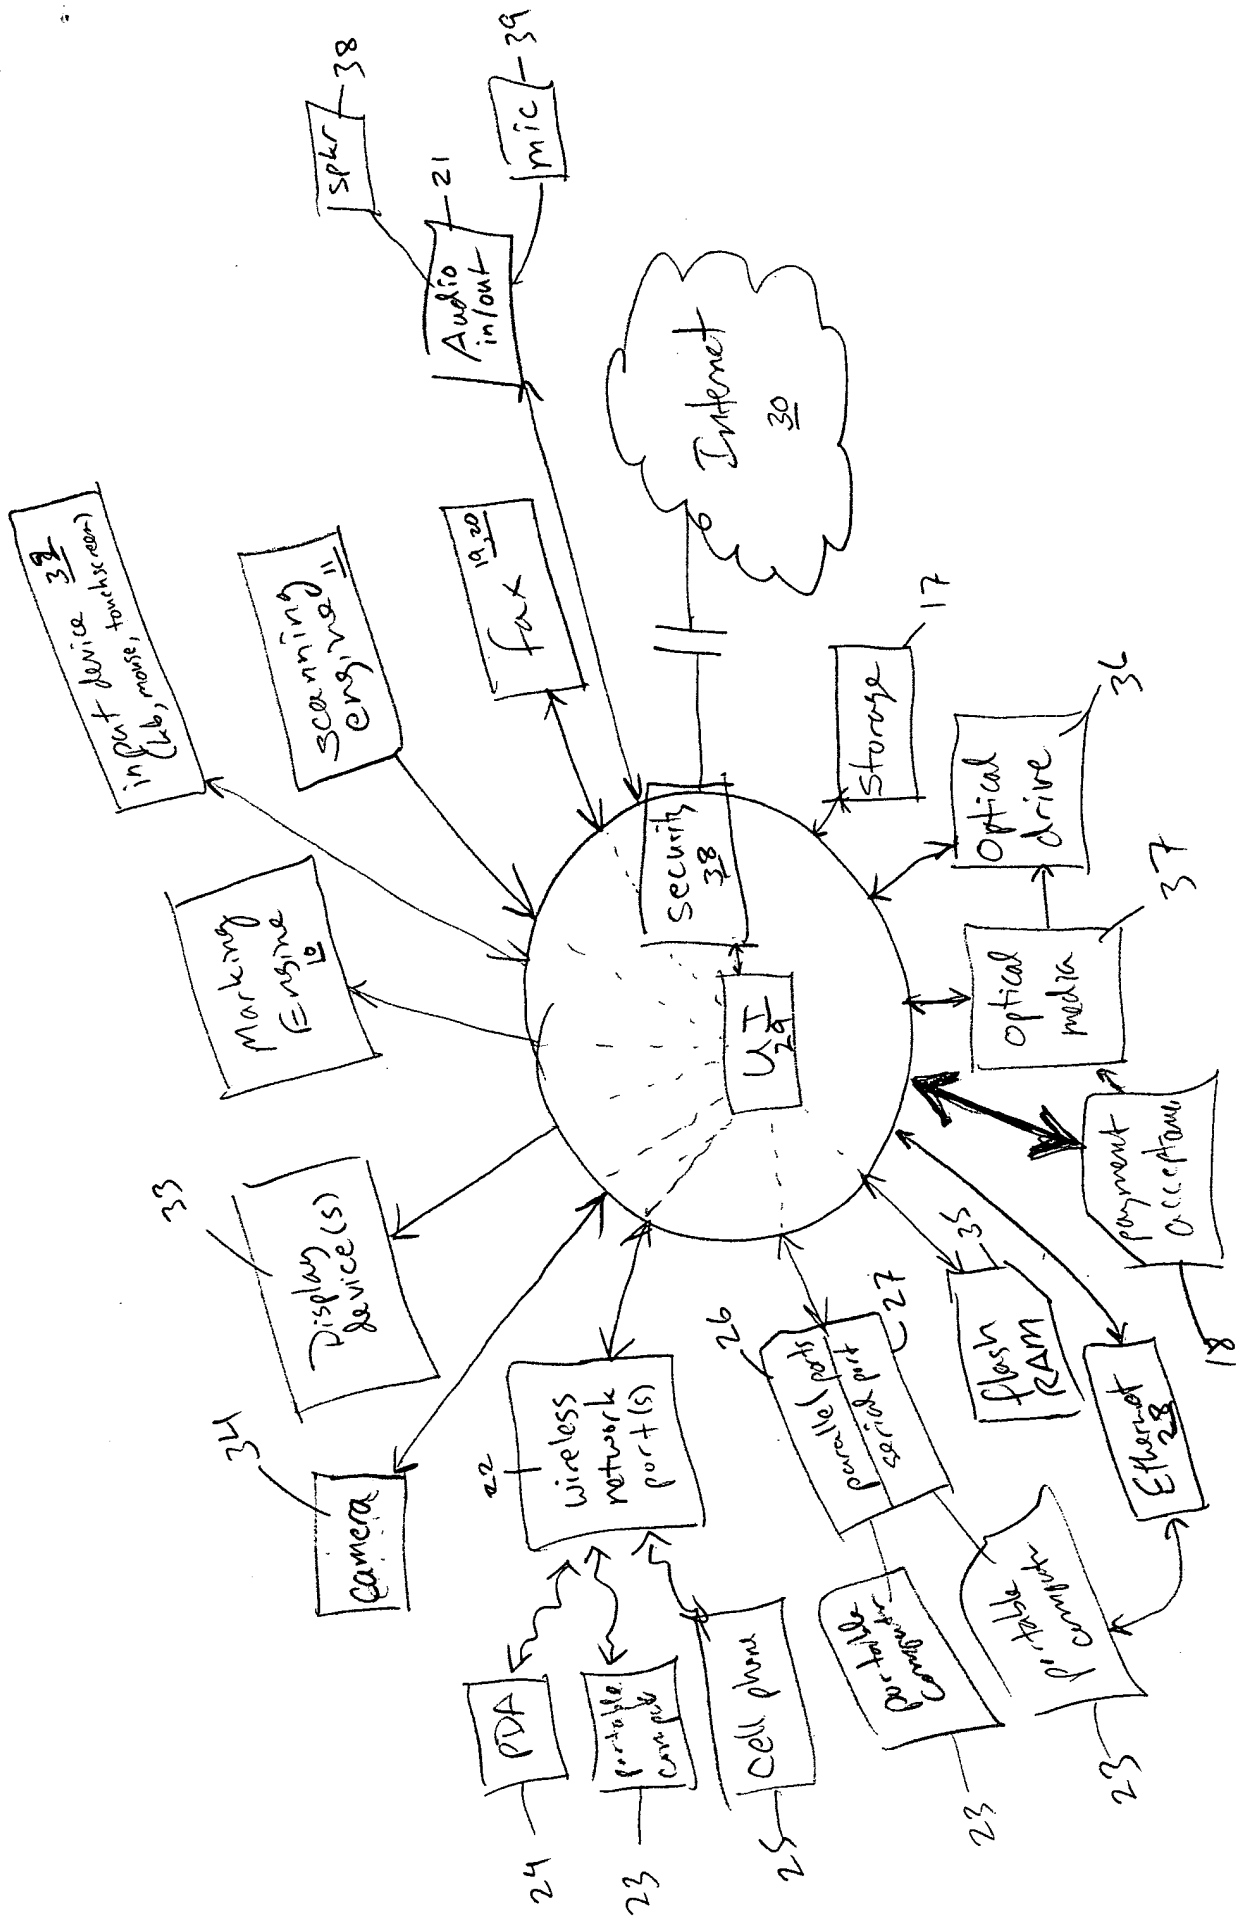 input device 32
(kb, mouse, touchscreen)
33
34
Marking
Engine
10
Scanning
engine 11
Display
device(s)
camera
spkr
38
fax 19,20
Audio
in/out
21
mic
39
22
wireless
network
port(s)
PDA
24
portable
comput
23
cell phone
25
security
38
Internet
30
UI
29
26
parallel ports
serial port
27
portable
computer
23
storage
17
flash
RAM
35
optical
drive
36
optical
media
37
portable
computer
23
Ethernet
28
payment
acceptance
18